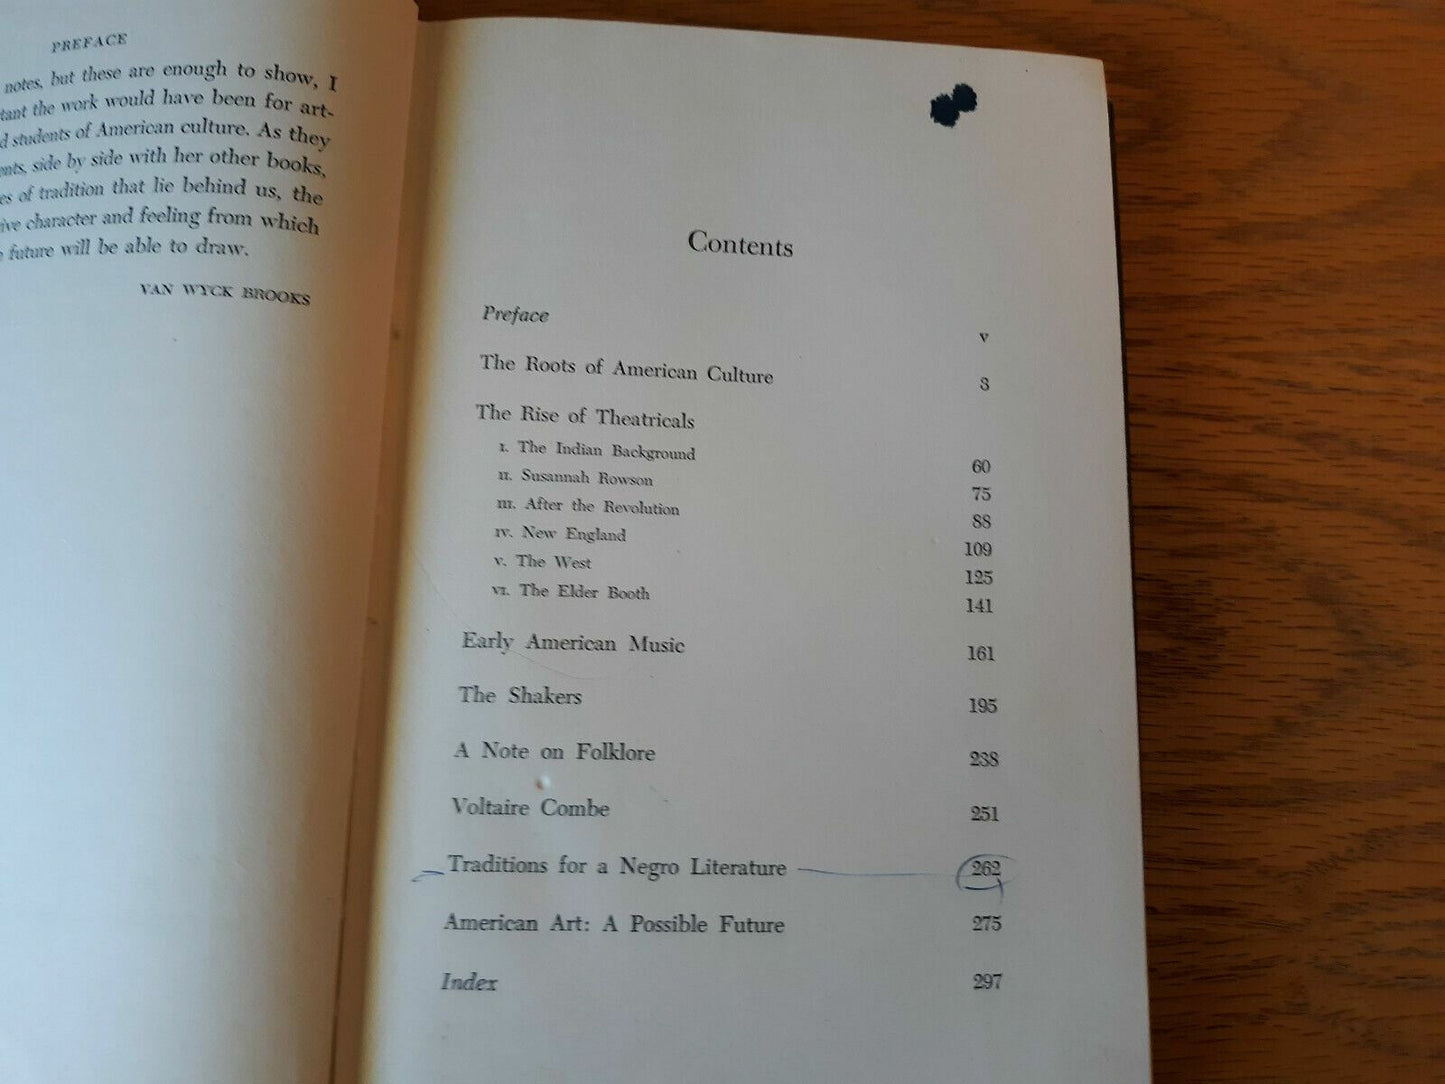 PREFACE
notes, but these are enough to show, I
tant the work would have been for art-
d students of American culture. As they
ents, side by side with her other books,
es of tradition that lie behind us, the
ive character and feeling from which
future will be able to draw.
VAN WYCK BROOKS
Contents
Preface v
The Roots of American Culture 3
The Rise of Theatricals
I. The Indian Background 60
II. Susannah Rowson 75
III. After the Revolution 88
IV. New England 109
V. The West 125
VI. The Elder Booth 141
Early American Music 161
The Shakers 195
A Note on Folklore 238
Voltaire Combe 251
Traditions for a Negro Literature 262
American Art: A Possible Future 275
Index 297